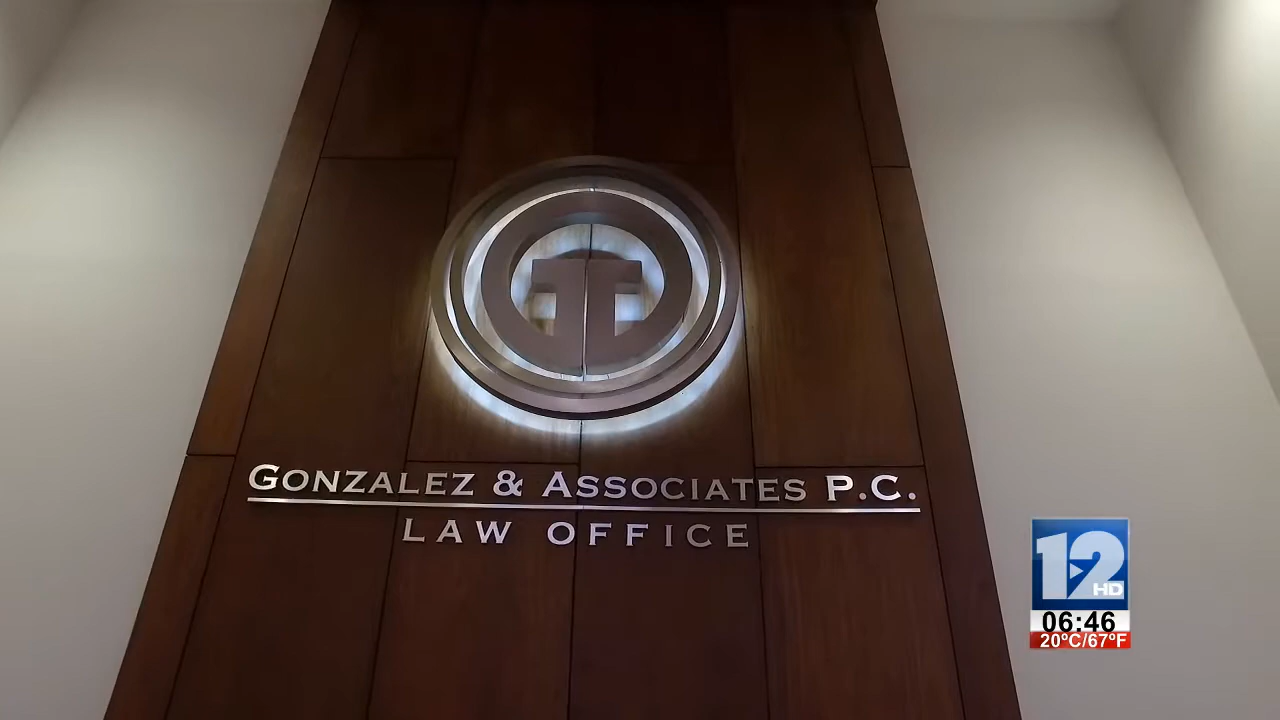 GONZALEZ & ASSOCIATES P.C.
LAW OFFICE
12
HD
06:46
20°C/67°F